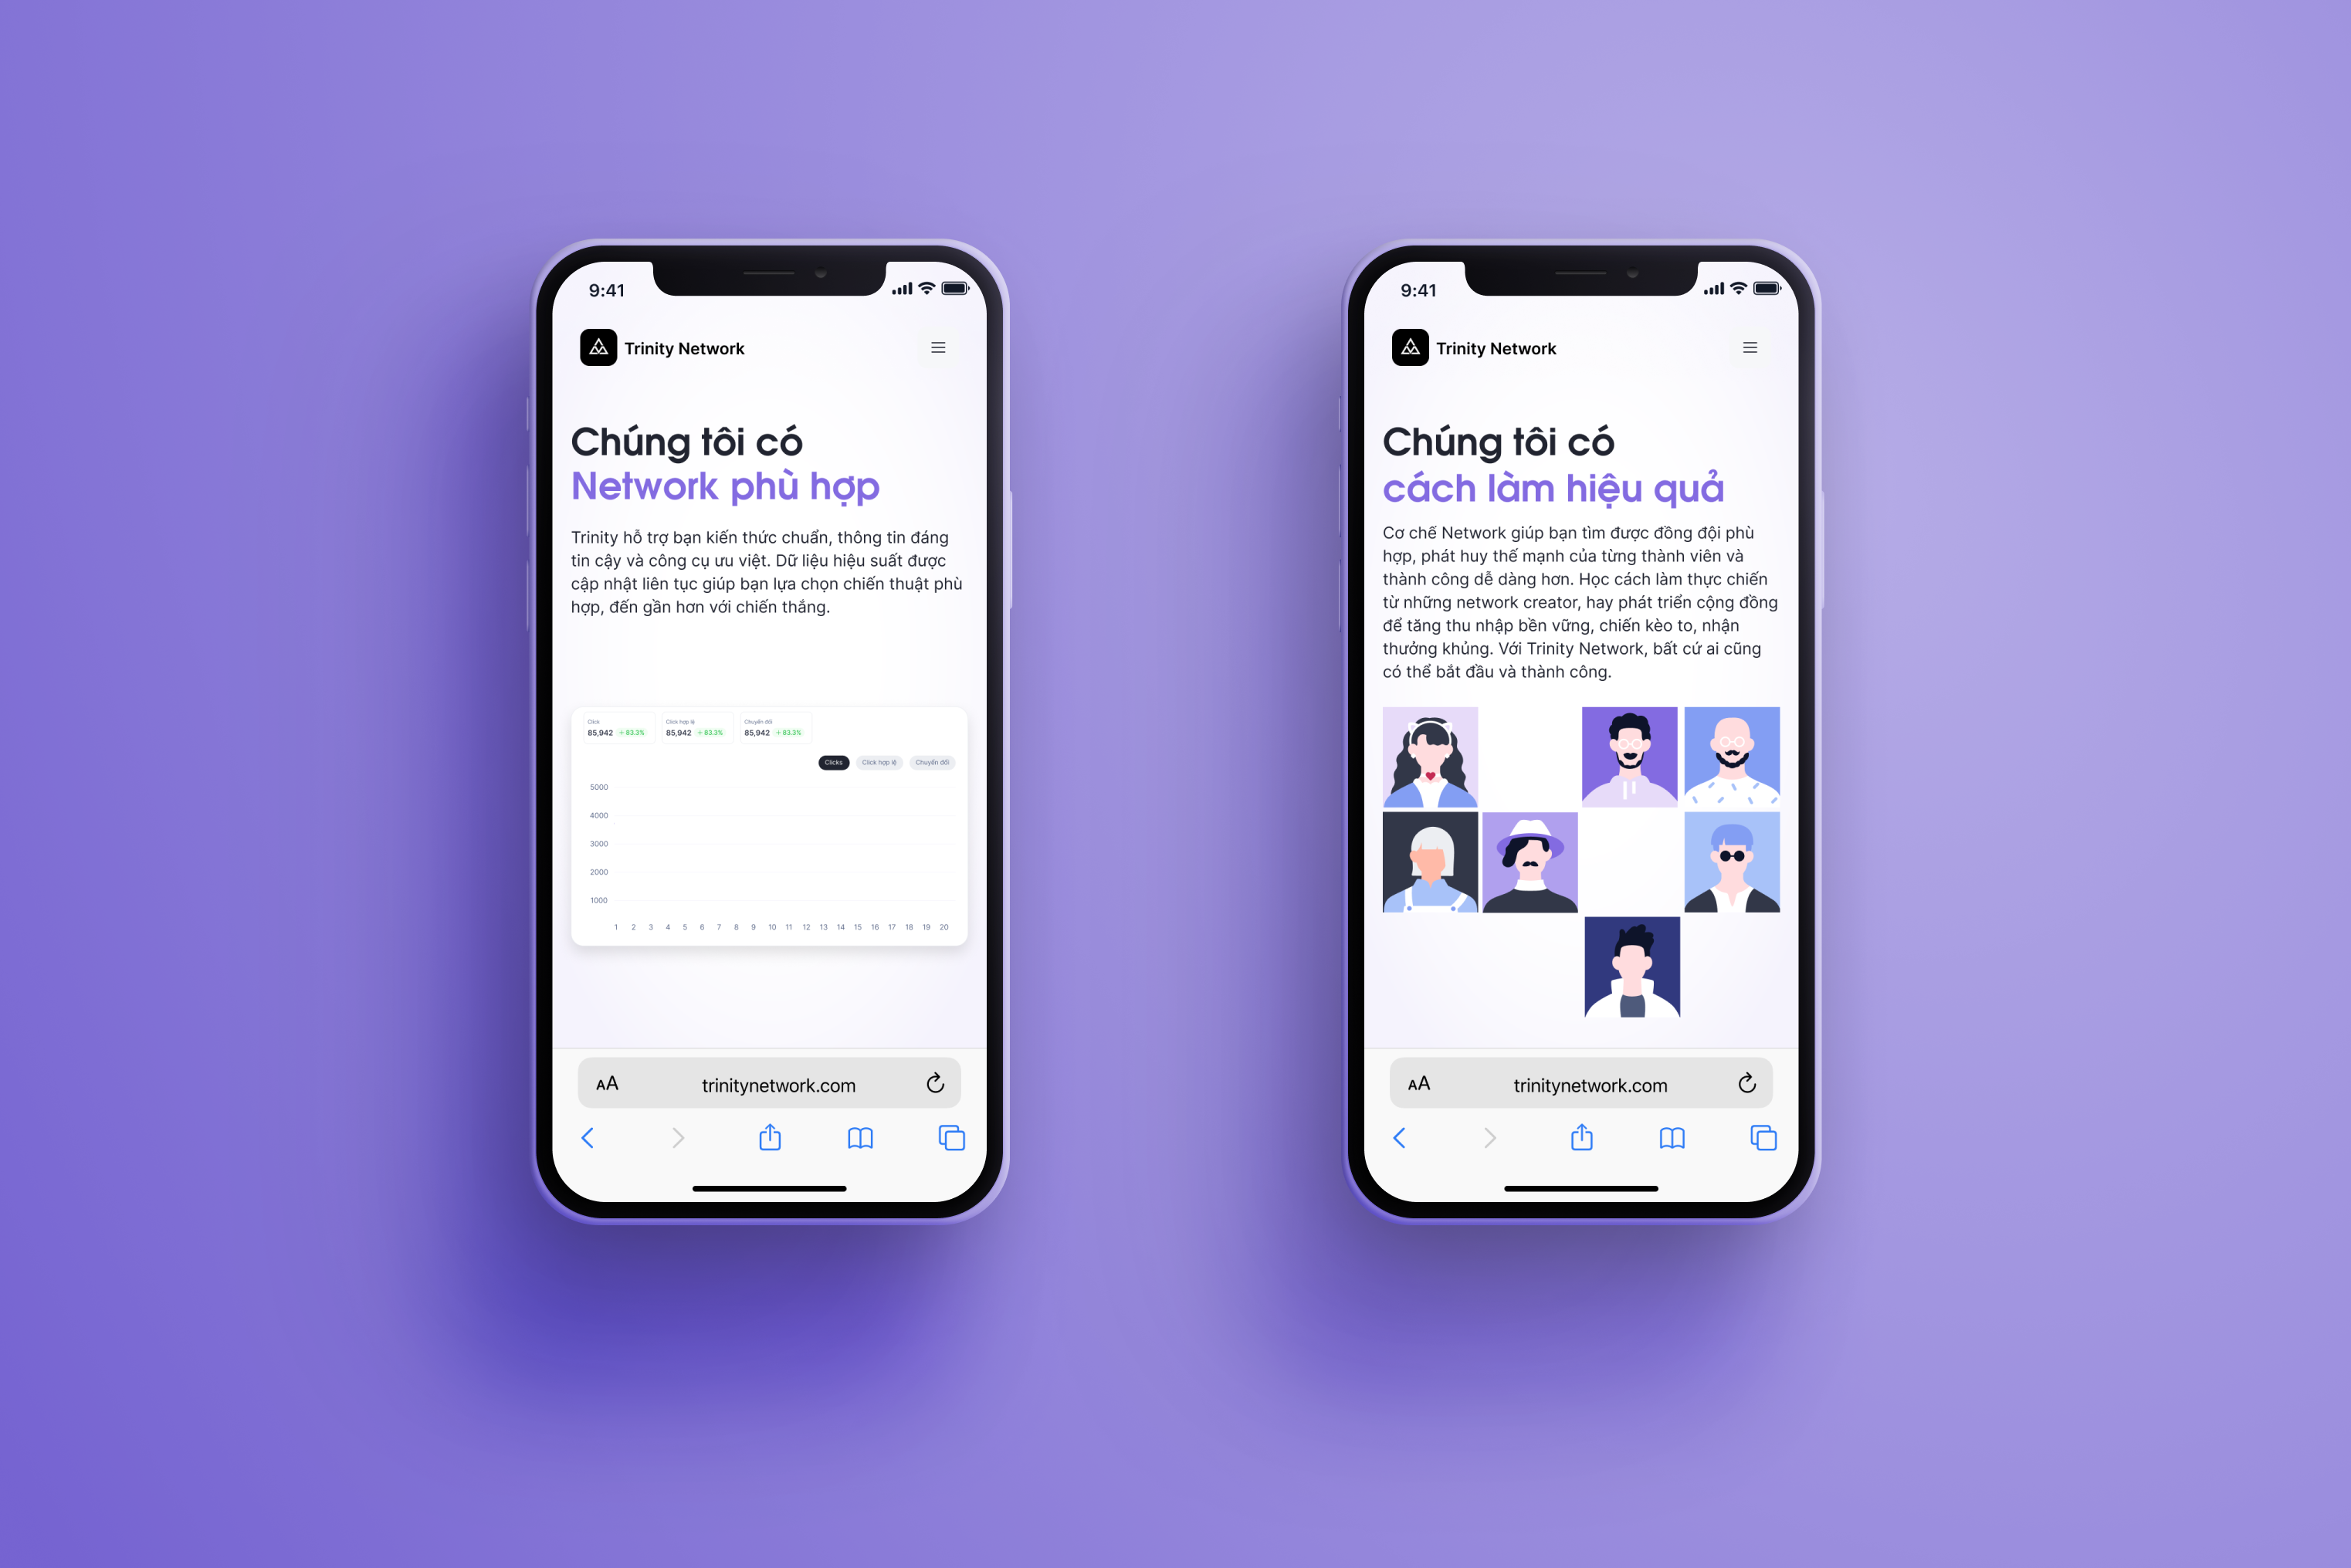 9:41
Trinity Network
Chúng tôi có
Network phù hợp
Trinity hỗ trợ bạn kiến thức chuẩn, thông tin đáng
tin cậy và công cụ ưu việt. Dữ liệu hiệu suất được
cập nhật liên tục giúp bạn lựa chọn chiến thuật phù
hợp, đến gần hơn với chiến thắng.
Click
85,942 + 83.3%
Click hợp lệ
85,942 + 83.3%
Chuyển đổi
85,942 + 83.3%
Clicks Click hợp lệ Chuyển đổi
5000
4000
3000
2000
1000
1 2 3 4 5 6 7 8 9 10 11 12 13 14 15 16 17 18 19 20
AA trinitynetwork.com
9:41
Trinity Network
Chúng tôi có
cách làm hiệu quả
Cơ chế Network giúp bạn tìm được đồng đội phù
hợp, phát huy thế mạnh của từng thành viên và
thành công dễ dàng hơn. Học cách làm thực chiến
từ những network creator, hay phát triển cộng đồng
để tăng thu nhập bền vững, chiến kèo to, nhận
thưởng khủng. Với Trinity Network, bất cứ ai cũng
có thể bắt đầu và thành công.
AA trinitynetwork.com